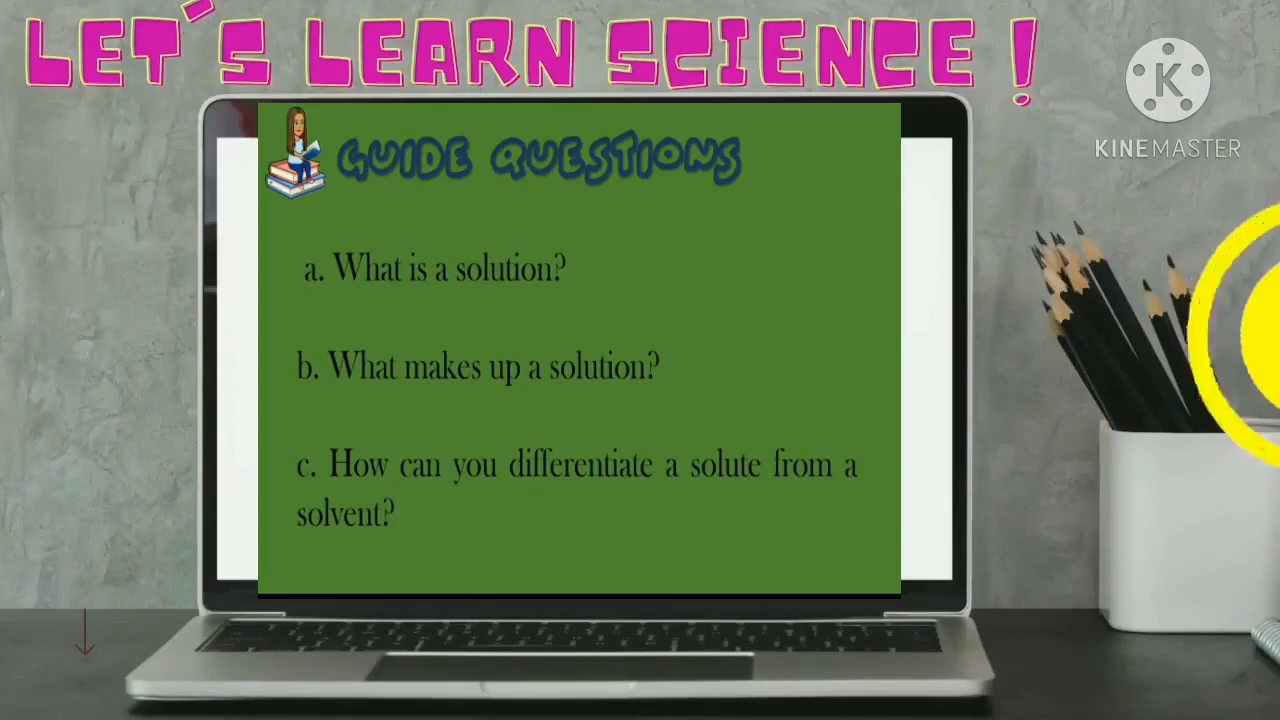 LET´S LEARN SCIENCE !
K
KINEMASTER
GUIDE QUESTIONS
a. What is a solution?
b. What makes up a solution?
c. How can you differentiate a solute from a
solvent?